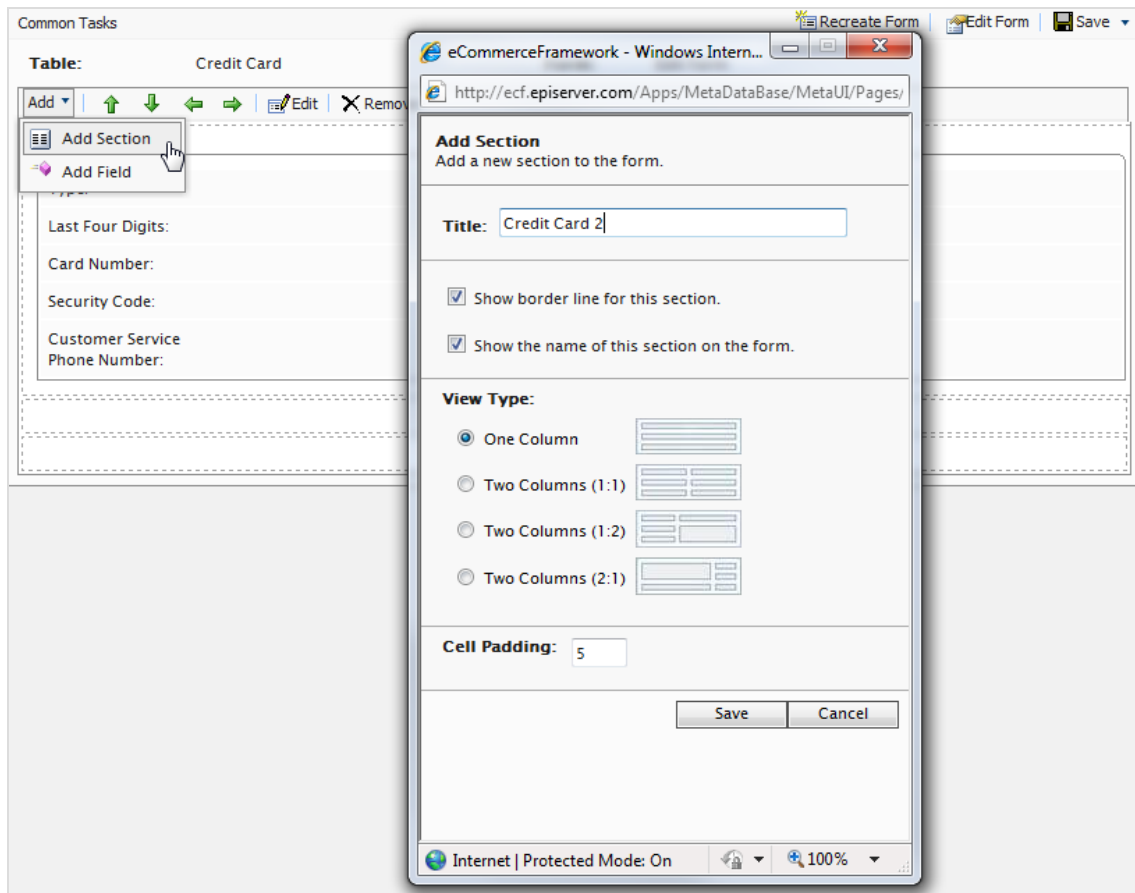 Common Tasks
Recreate Form
Edit Form
Save
Table: Credit Card
Add
Edit
Remov
Add Section
Add Field
Last Four Digits:
Card Number:
Security Code:
Customer Service
Phone Number:
eCommerceFramework - Windows Intern...
http://ecf.episerver.com/Apps/MetaDataBase/MetaUI/Pages/
Add Section
Add a new section to the form.
Title: Credit Card 2
Show border line for this section.
Show the name of this section on the form.
View Type:
One Column
Two Columns (1:1)
Two Columns (1:2)
Two Columns (2:1)
Cell Padding: 5
Save Cancel
Internet | Protected Mode: On
100%